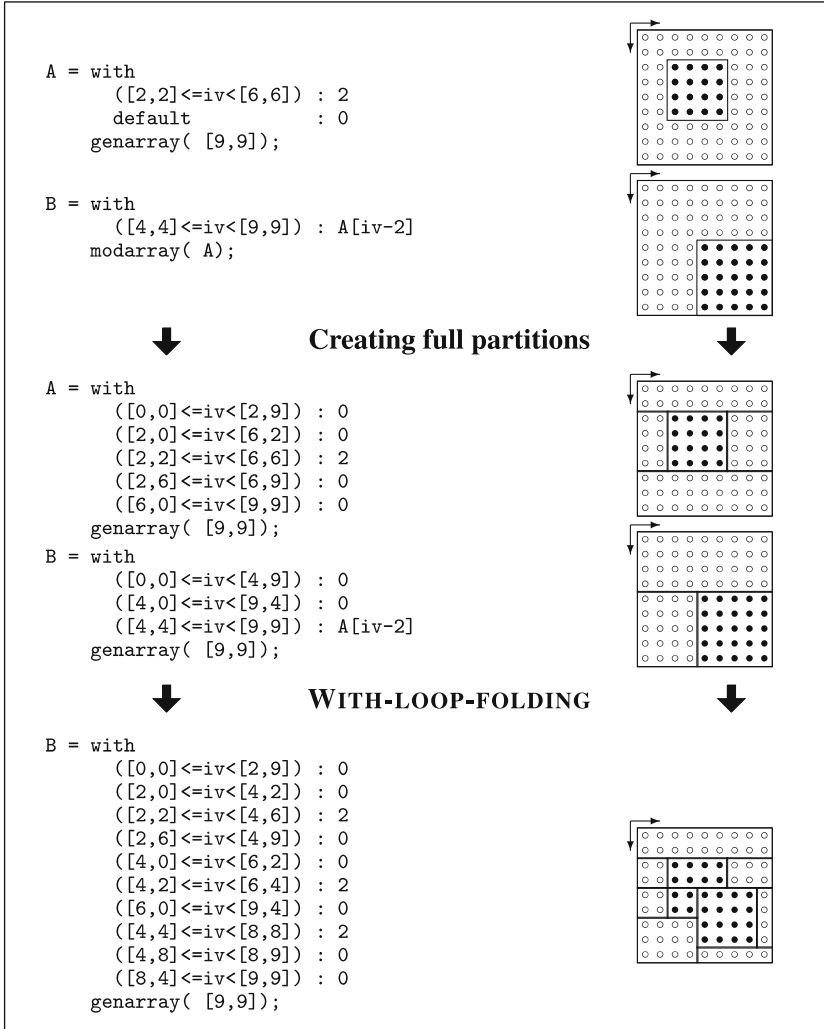 A = with
([2,2]<=iv<[6,6]) : 2
default : 0
genarray( [9,9]);
B = with
([4,4]<=iv<[9,9]) : A[iv-2]
modarray( A);
Creating full partitions
A = with
([0,0]<=iv<[2,9]) : 0
([2,0]<=iv<[6,2]) : 0
([2,2]<=iv<[6,6]) : 2
([2,6]<=iv<[6,9]) : 0
([6,0]<=iv<[9,9]) : 0
genarray( [9,9]);
B = with
([0,0]<=iv<[4,9]) : 0
([4,0]<=iv<[9,4]) : 0
([4,4]<=iv<[9,9]) : A[iv-2]
genarray( [9,9]);
WITH-LOOP-FOLDING
B = with
([0,0]<=iv<[2,9]) : 0
([2,0]<=iv<[4,2]) : 0
([2,2]<=iv<[4,6]) : 2
([2,6]<=iv<[4,9]) : 0
([4,0]<=iv<[6,2]) : 0
([4,2]<=iv<[6,4]) : 2
([6,0]<=iv<[9,4]) : 0
([4,4]<=iv<[8,8]) : 2
([4,8]<=iv<[8,9]) : 0
([8,4]<=iv<[9,9]) : 0
genarray( [9,9]);